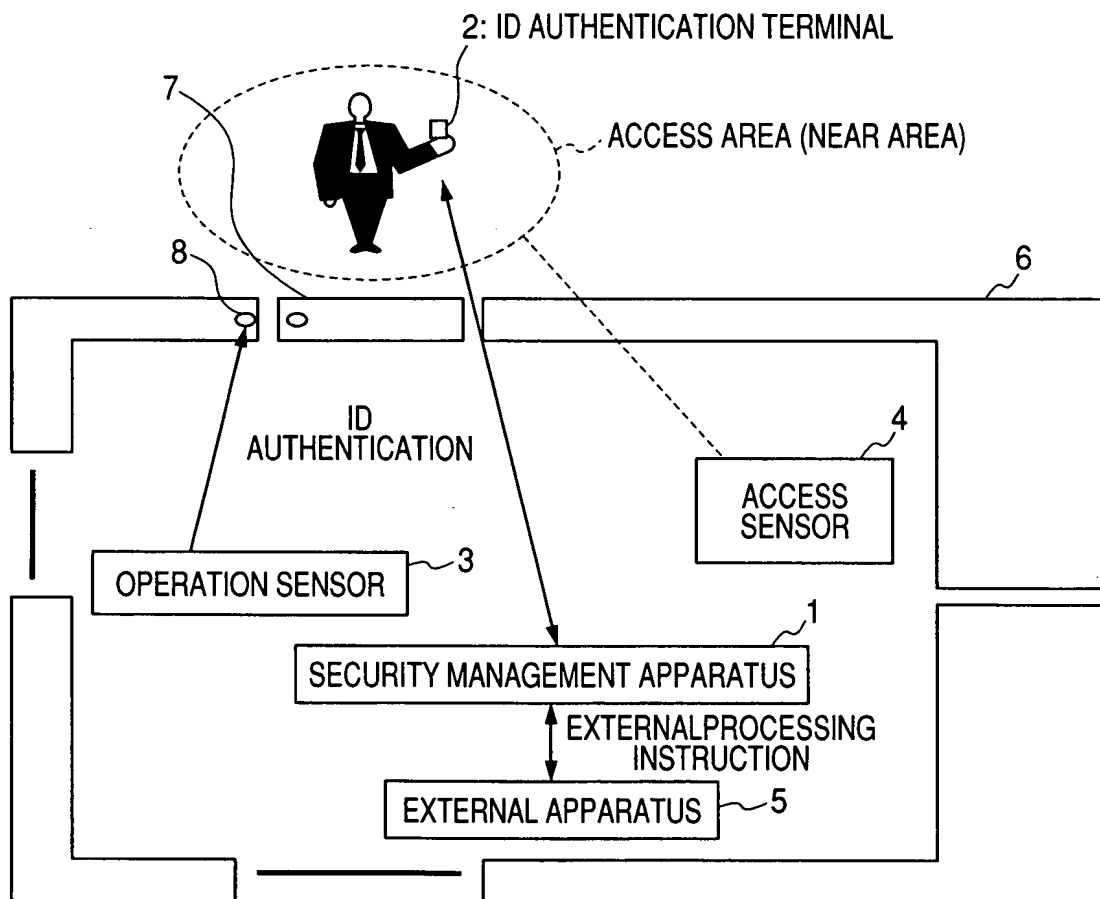 2: ID AUTHENTICATION TERMINAL
7
ACCESS AREA (NEAR AREA)
8
6
ID
AUTHENTICATION
4
ACCESS
SENSOR
3
OPERATION SENSOR
1
SECURITY MANAGEMENT APPARATUS
EXTERNALPROCESSING
INSTRUCTION
EXTERNAL APPARATUS
5